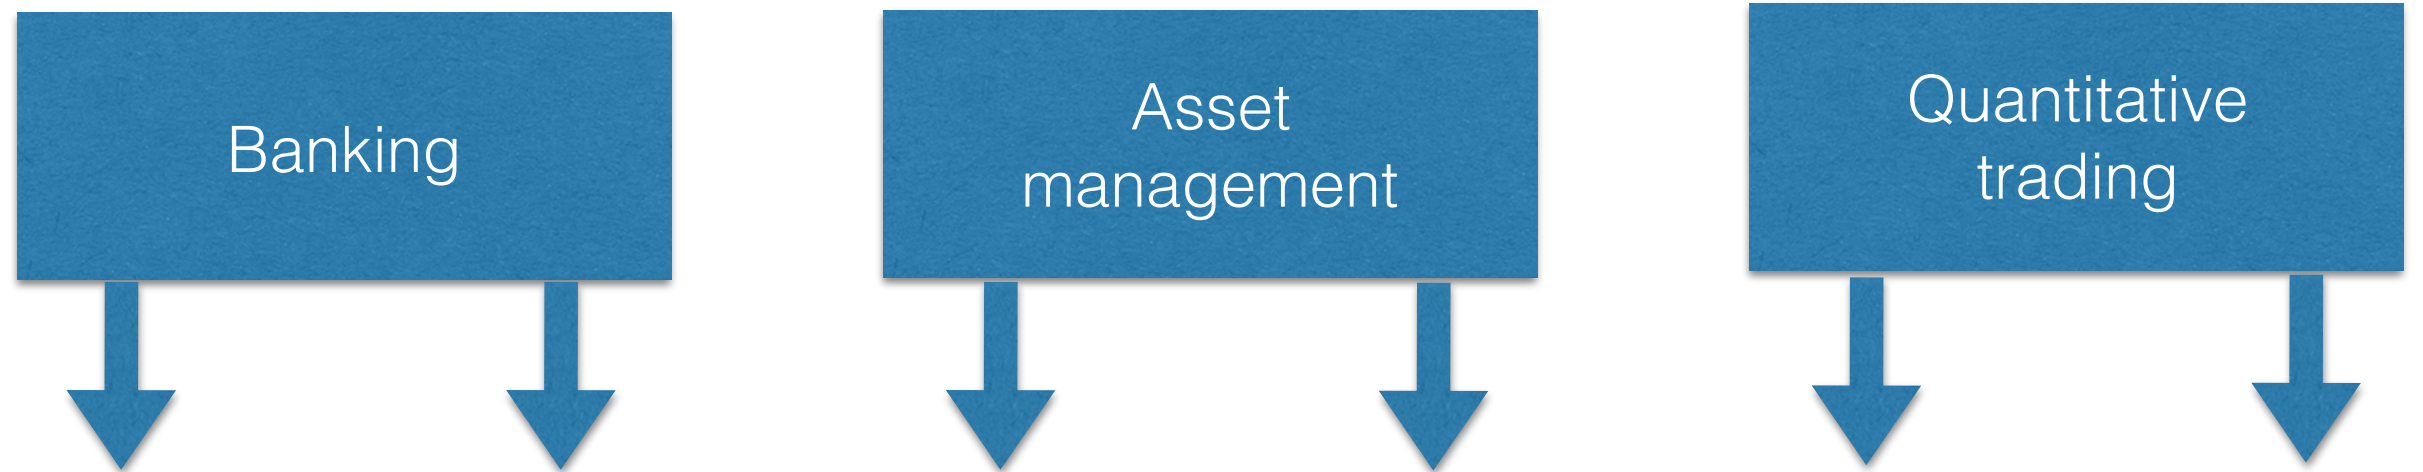 Banking
Asset
management
Quantitative
trading